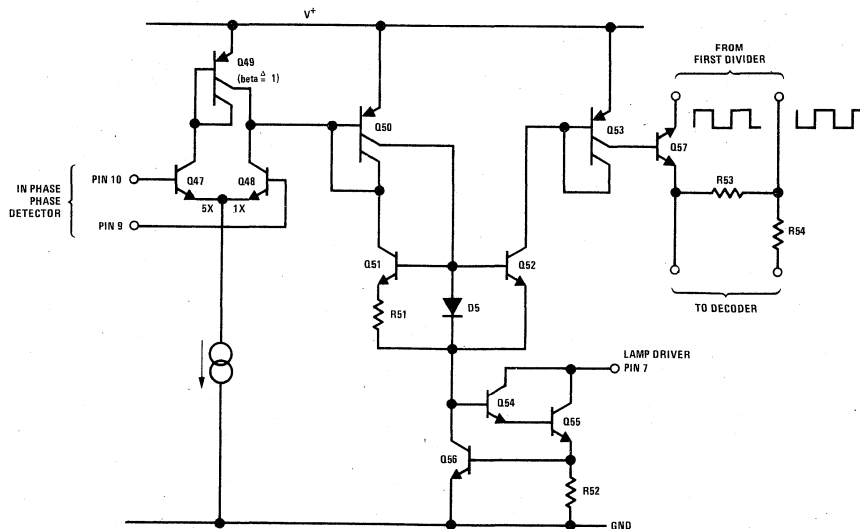 V+
FROM
FIRST DIVIDER
Q49
(beta ≜ 1)
Q50
Q53
Q57
IN PHASE
PHASE
DETECTOR
PIN 10
Q47
Q48
R53
5X
1X
PIN 9
R54
Q51
Q52
TO DECODER
R51
D5
LAMP DRIVER
PIN 7
Q54
Q55
Q56
R52
GND